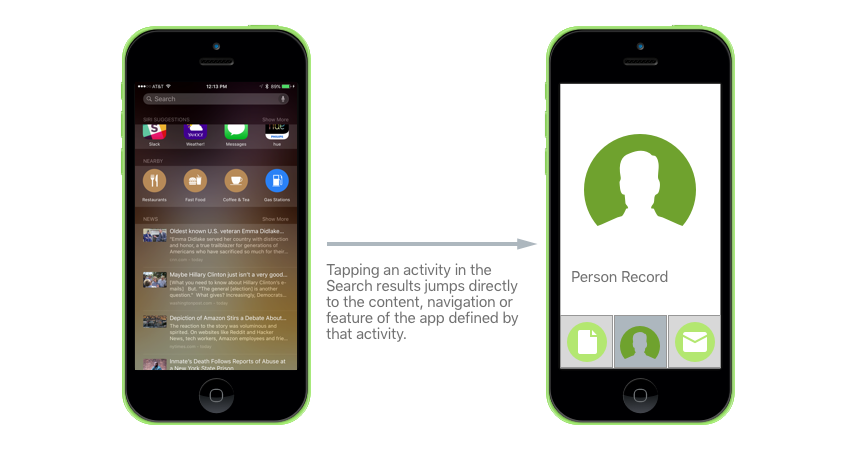 AT&T 12:13 PM 89%
Search
SIRI SUGGESTIONS Show More
Slack Weather! Messages hue
YAHOO!
hue
PHILIPS
NEARBY
Restaurants Fast Food Coffee & Tea Gas Stations
NEWS Show More
Oldest known U.S. veteran Emma Didlake...
"Emma Didlake served her country with distinction
and honor, a true trailblazer for generations of
Americans who have sacrificed so much for their...
Maybe Hillary Clinton just isn't a very good...
[What you need to know about Hillary Clinton's e-
mails] But. "The general [election] is another
question." What gives? Increasingly, Democrats...
Depiction of Amazon Stirs a Debate About...
The reaction to the story was voluminous and
spirited. On websites like Reddit and Hacker
News, tech workers, Amazon employees and frie...
Inmate's Death Follows Reports of Abuse at
a New York State Prison
Tapping an activity in the
Search results jumps directly
to the content, navigation or
feature of the app defined by
that activity.
Person Record